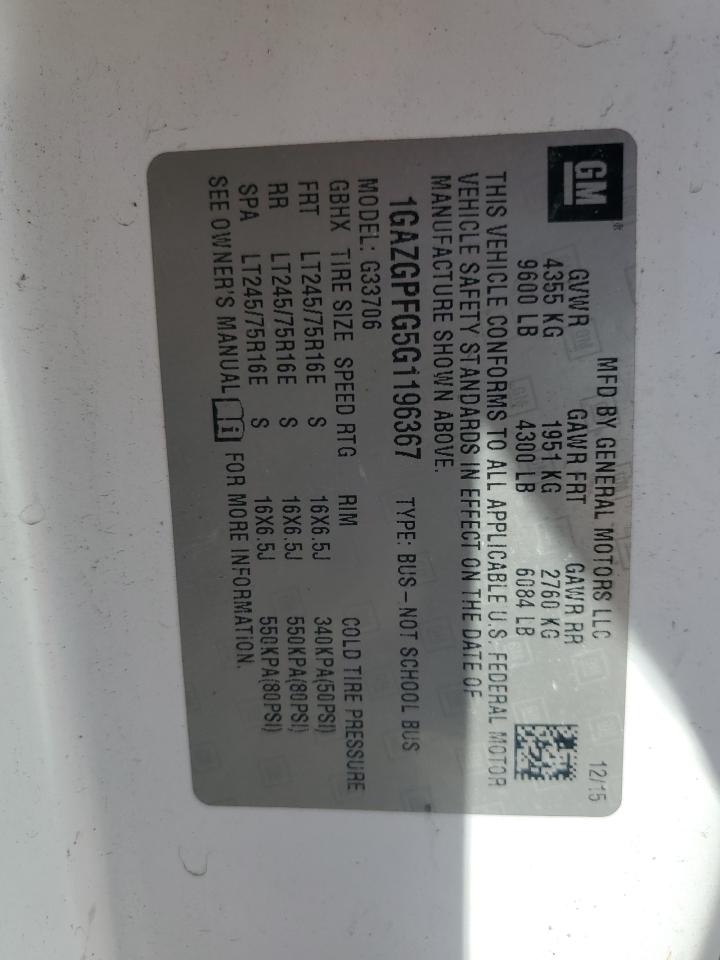 GM®
MFD BY GENERAL MOTORS LLC 12/15
GVWR GAWR FRT GAWR RR
4355 KG 1951 KG 2760 KG
9600 LB 4300 LB 6084 LB
THIS VEHICLE CONFORMS TO ALL APPLICABLE U.S. FEDERAL MOTOR
VEHICLE SAFETY STANDARDS IN EFFECT ON THE DATE OF
MANUFACTURE SHOWN ABOVE.
1GAZGPFG5G1196367 TYPE: BUS-NOT SCHOOL BUS
MODEL: G33706
GBHX TIRE SIZE SPEED RTG RIM COLD TIRE PRESSURE
FRT LT245/75R16E S 16X6.5J 340KPA(50PSI)
RR LT245/75R16E S 16X6.5J 550KPA(80PSI)
SPA LT245/75R16E S 16X6.5J 550KPA(80PSI)
SEE OWNER'S MANUAL i FOR MORE INFORMATION.